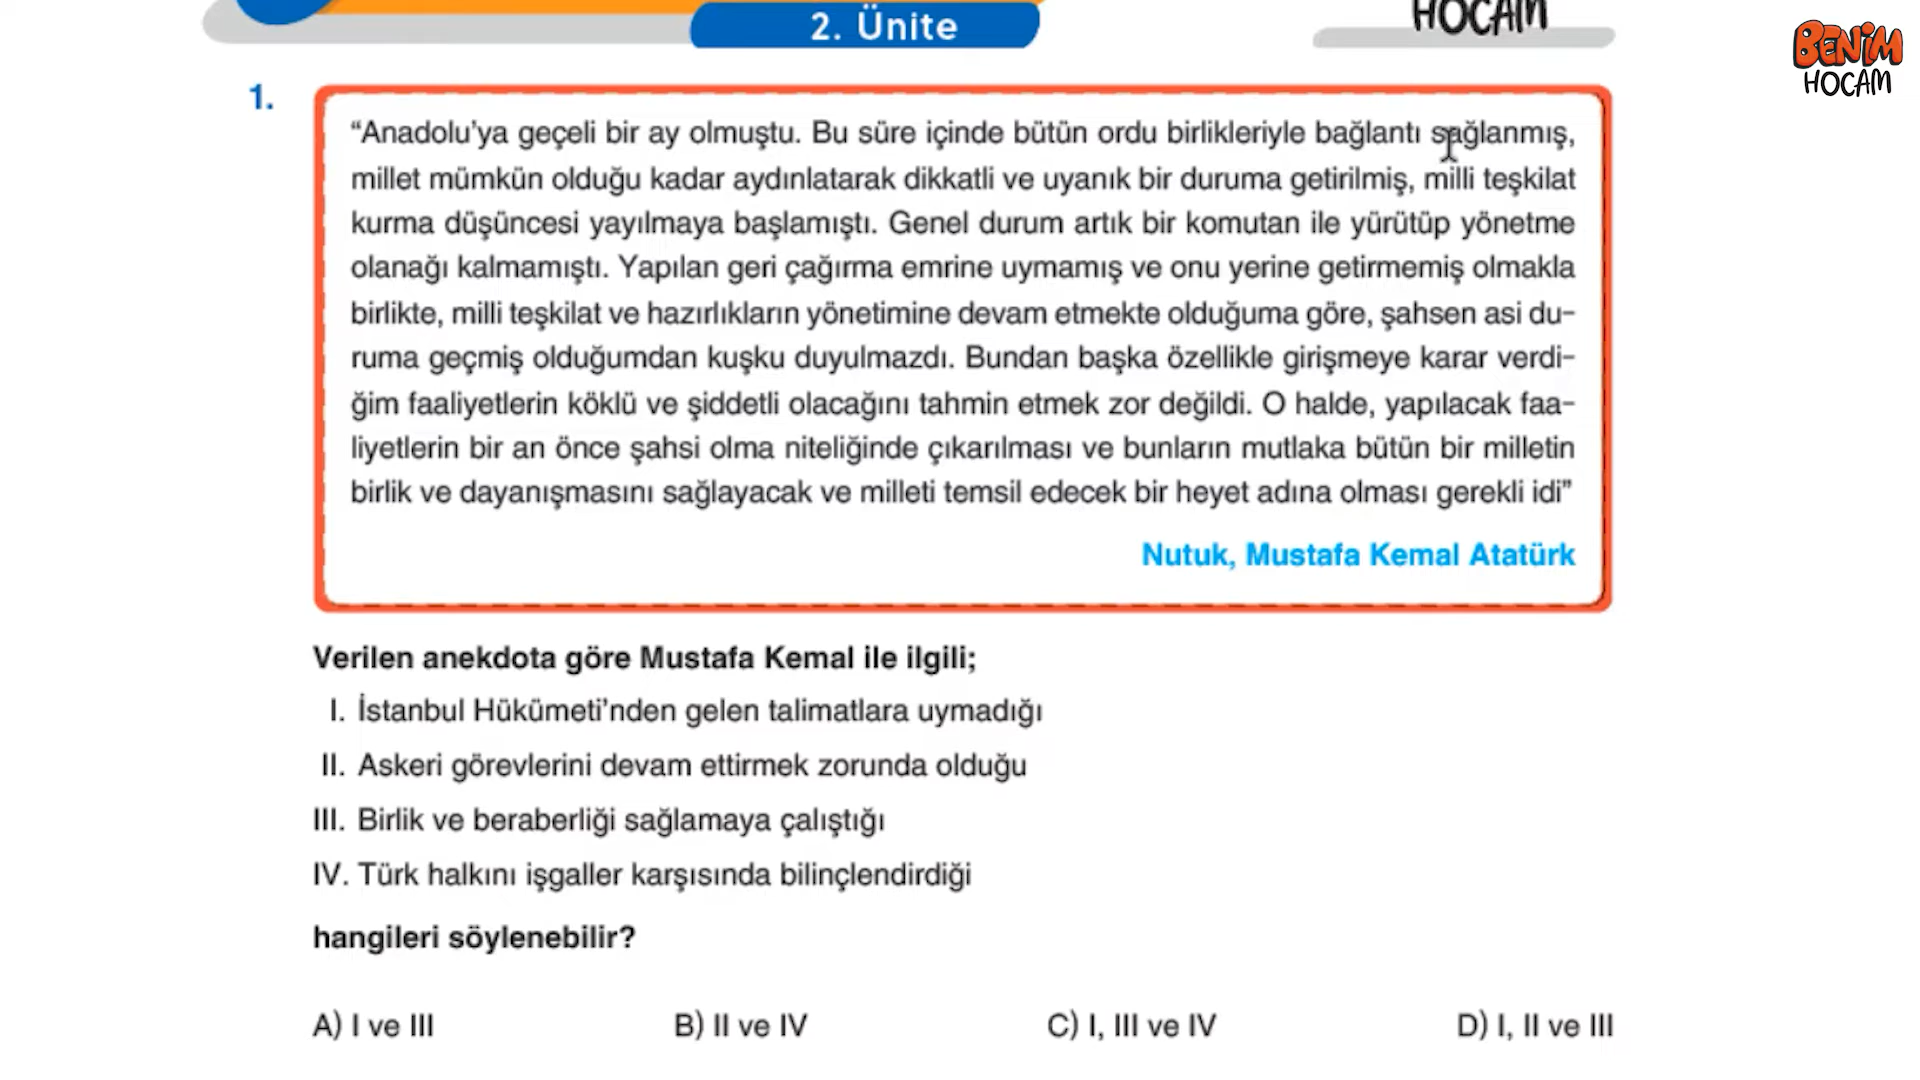 HOCAM
2. Ünite
BENİM
HOCAM
1.
“Anadolu’ya geçeli bir ay olmuştu. Bu süre içinde bütün ordu birlikleriyle bağlantı sağlanmış,
millet mümkün olduğu kadar aydınlatarak dikkatli ve uyanık bir duruma getirilmiş, milli teşkilat
kurma düşüncesi yayılmaya başlamıştı. Genel durum artık bir komutan ile yürütüp yönetme
olanağı kalmamıştı. Yapılan geri çağırma emrine uymamış ve onu yerine getirmemiş olmakla
birlikte, milli teşkilat ve hazırlıkların yönetimine devam etmekte olduğuma göre, şahsen asi du-
ruma geçmiş olduğumdan kuşku duyulmazdı. Bundan başka özellikle girişmeye karar verdi-
ğim faaliyetlerin köklü ve şiddetli olacağını tahmin etmek zor değildi. O halde, yapılacak faa-
liyetlerin bir an önce şahsi olma niteliğinde çıkarılması ve bunların mutlaka bütün bir milletin
birlik ve dayanışmasını sağlayacak ve milleti temsil edecek bir heyet adına olması gerekli idi”
Nutuk, Mustafa Kemal Atatürk
Verilen anekdota göre Mustafa Kemal ile ilgili;
I. İstanbul Hükümeti’nden gelen talimatlara uymadığı
II. Askeri görevlerini devam ettirmek zorunda olduğu
III. Birlik ve beraberliği sağlamaya çalıştığı
IV. Türk halkını işgaller karşısında bilinçlendirdiği
hangileri söylenebilir?
A) I ve III B) II ve IV C) I, III ve IV D) I, II ve III